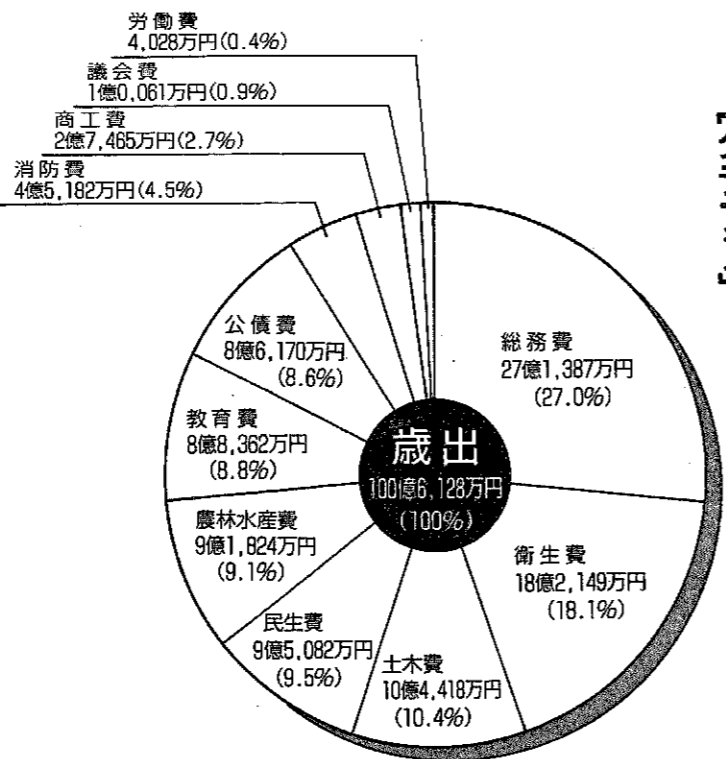 労働費
4,028万円(0.4%)
議会費
1億0,061万円(0.9%)
商工費
2億7,465万円(2.7%)
消防費
4億5,182万円(4.5%)
公債費
8億6,170万円
(8.6%)
教育費
8億8,362万円
(8.8%)
農林水産費
9億1,824万円
(9.1%)
民生費
9億5,082万円
(9.5%)
土木費
10億4,418万円
(10.4%)
衛生費
18億2,149万円
(18.1%)
総務費
27億1,387万円
(27.0%)
歳出
100億6,128万円
(100%)